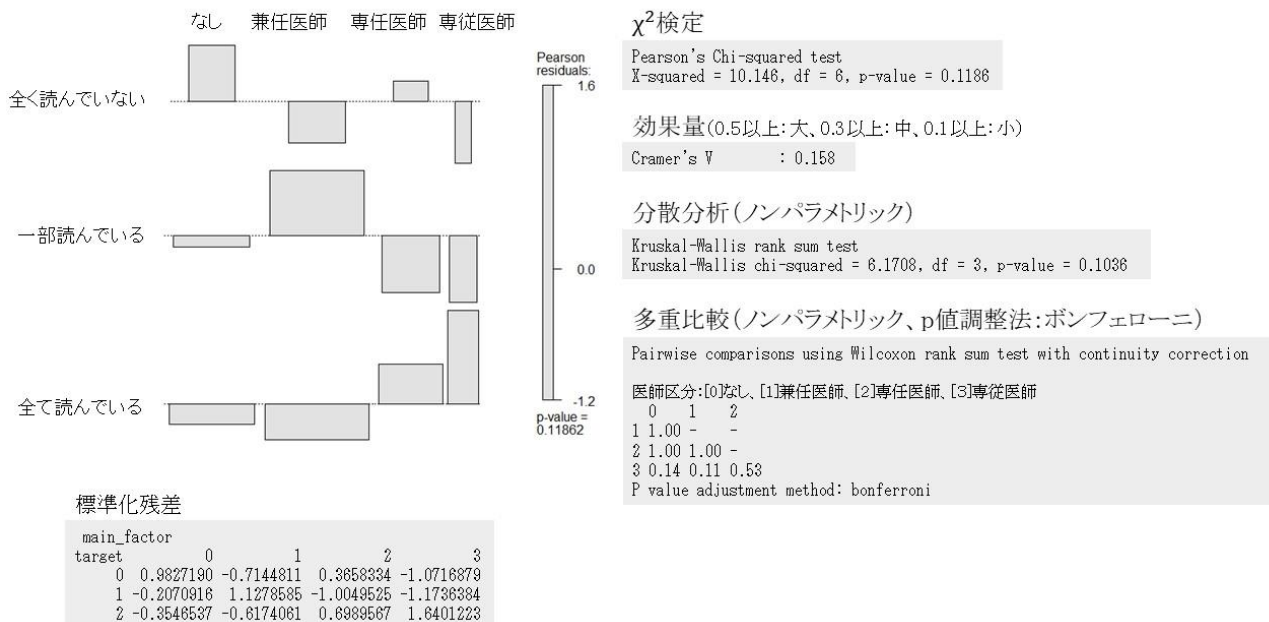 なし 兼任医師 専任医師 専従医師
全く読んでいない
一部読んでいる
全て読んでいる
Pearson
residuals:
1.6
0.0
-1.2
p-value =
0.11862
標準化残差
main_factor
target 0 1 2 3
0 0.9827190 -0.7144811 0.3658334 -1.0716879
1 -0.2070916 1.1278585 -1.0049525 -1.1736384
2 -0.3546537 -0.6174061 0.6989567 1.6401223
χ²検定
Pearson's Chi-squared test
X-squared = 10.146, df = 6, p-value = 0.1186
効果量(0.5以上:大、0.3以上:中、0.1以上:小)
Cramer's V : 0.158
分散分析(ノンパラメトリック)
Kruskal-Wallis rank sum test
Kruskal-Wallis chi-squared = 6.1708, df = 3, p-value = 0.1036
多重比較(ノンパラメトリック、p値調整法:ボンフェローニ)
Pairwise comparisons using Wilcoxon rank sum test with continuity correction
医師区分:[0]なし、[1]兼任医師、[2]専任医師、[3]専従医師
0 1 2
1 1.00 - -
2 1.00 1.00 -
3 0.14 0.11 0.53
P value adjustment method: bonferroni